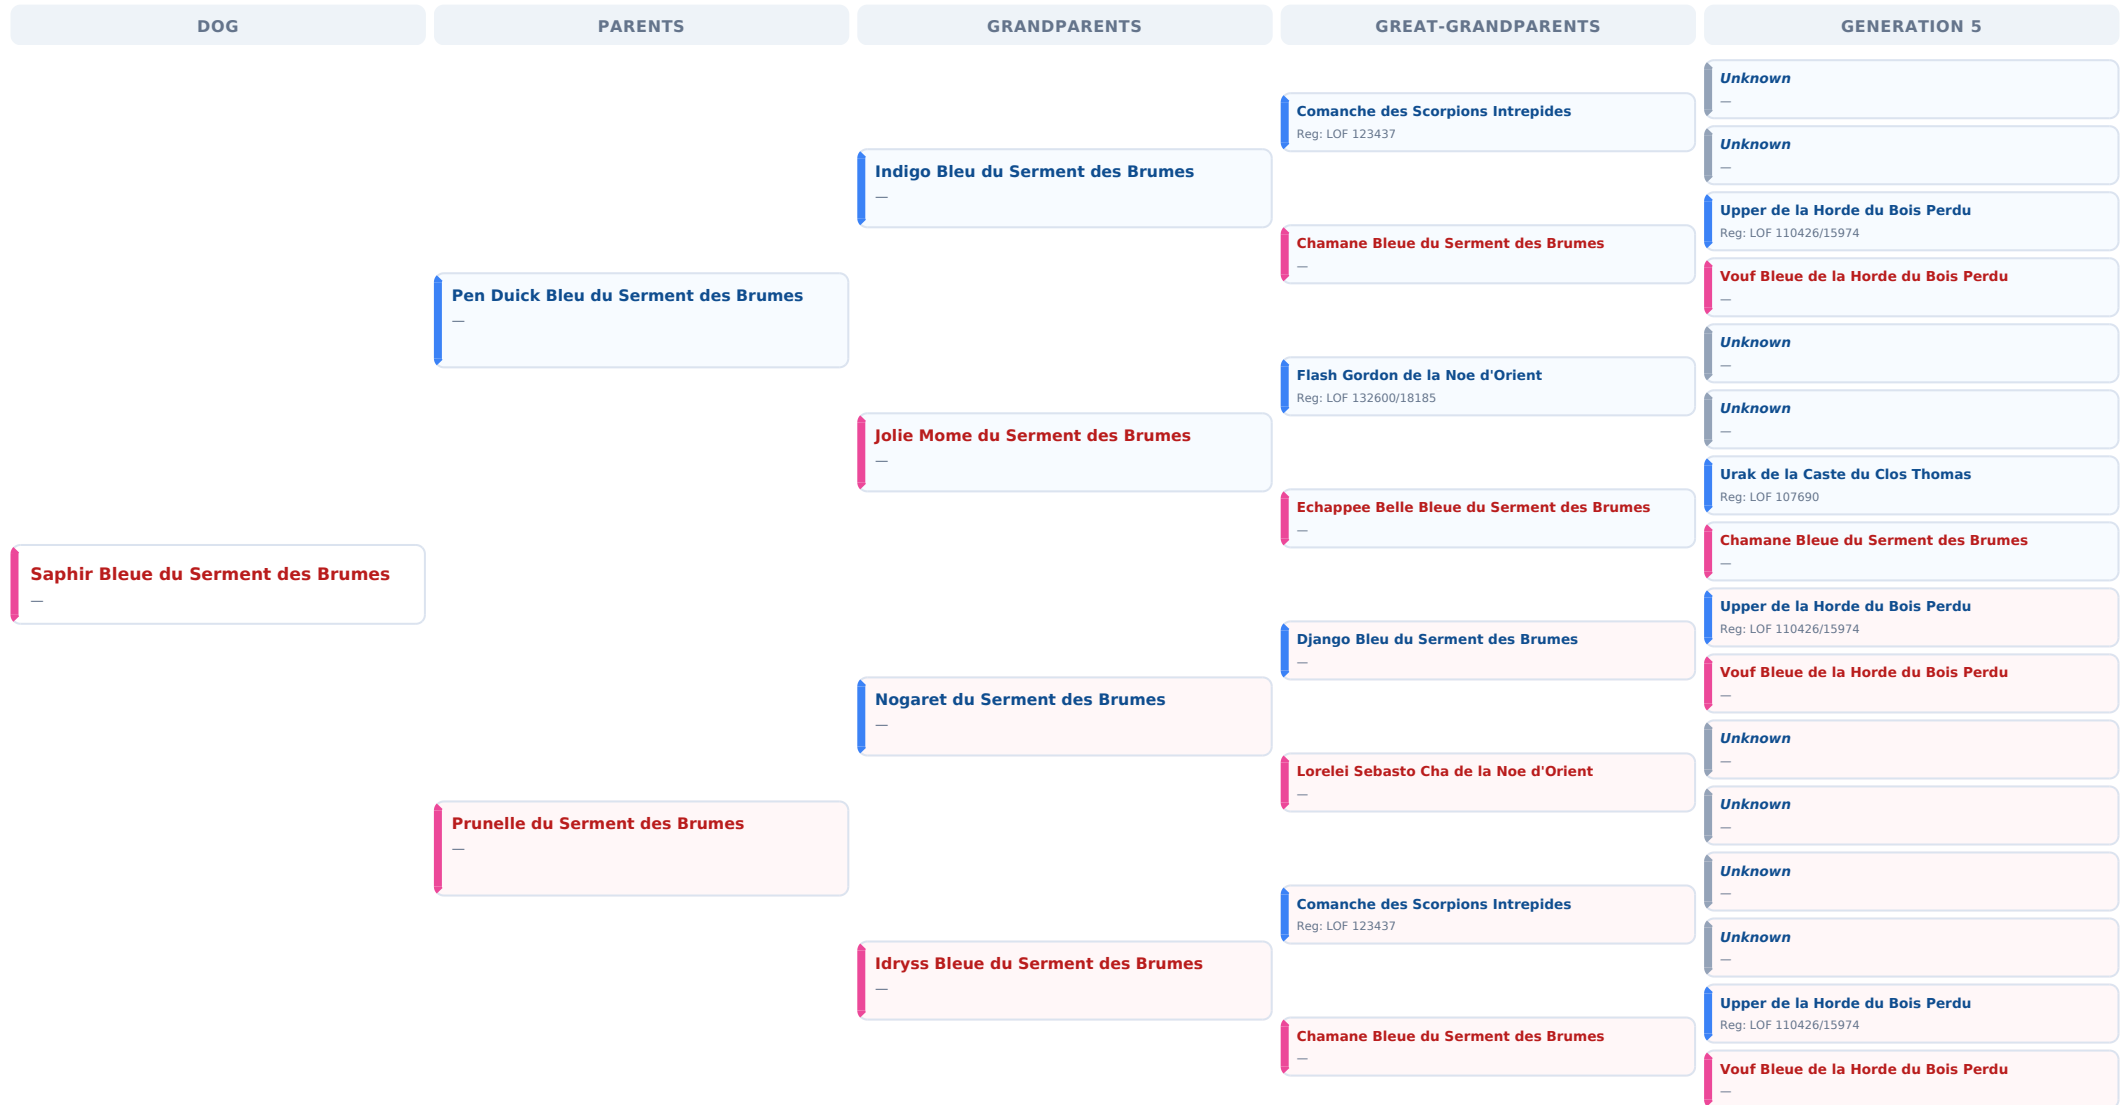 DOG
PARENTS
GRANDPARENTS
GREAT-GRANDPARENTS
GENERATION 5
Saphir Bleue du Serment des Brumes
—
Pen Duick Bleu du Serment des Brumes
—
Prunelle du Serment des Brumes
—
Indigo Bleu du Serment des Brumes
—
Jolie Mome du Serment des Brumes
—
Nogaret du Serment des Brumes
—
Idryss Bleue du Serment des Brumes
—
Comanche des Scorpions Intrepides
Reg: LOF 123437
Chamane Bleue du Serment des Brumes
—
Flash Gordon de la Noe d'Orient
Reg: LOF 132600/18185
Echappee Belle Bleue du Serment des Brumes
—
Django Bleu du Serment des Brumes
—
Lorelei Sebasto Cha de la Noe d'Orient
—
Comanche des Scorpions Intrepides
Reg: LOF 123437
Chamane Bleue du Serment des Brumes
—
Unknown
—
Unknown
—
Upper de la Horde du Bois Perdu
Reg: LOF 110426/15974
Vouf Bleue de la Horde du Bois Perdu
—
Unknown
—
Unknown
—
Urak de la Caste du Clos Thomas
Reg: LOF 107690
Chamane Bleue du Serment des Brumes
—
Upper de la Horde du Bois Perdu
Reg: LOF 110426/15974
Vouf Bleue de la Horde du Bois Perdu
—
Unknown
—
Unknown
—
Unknown
—
Unknown
—
Upper de la Horde du Bois Perdu
Reg: LOF 110426/15974
Vouf Bleue de la Horde du Bois Perdu
—